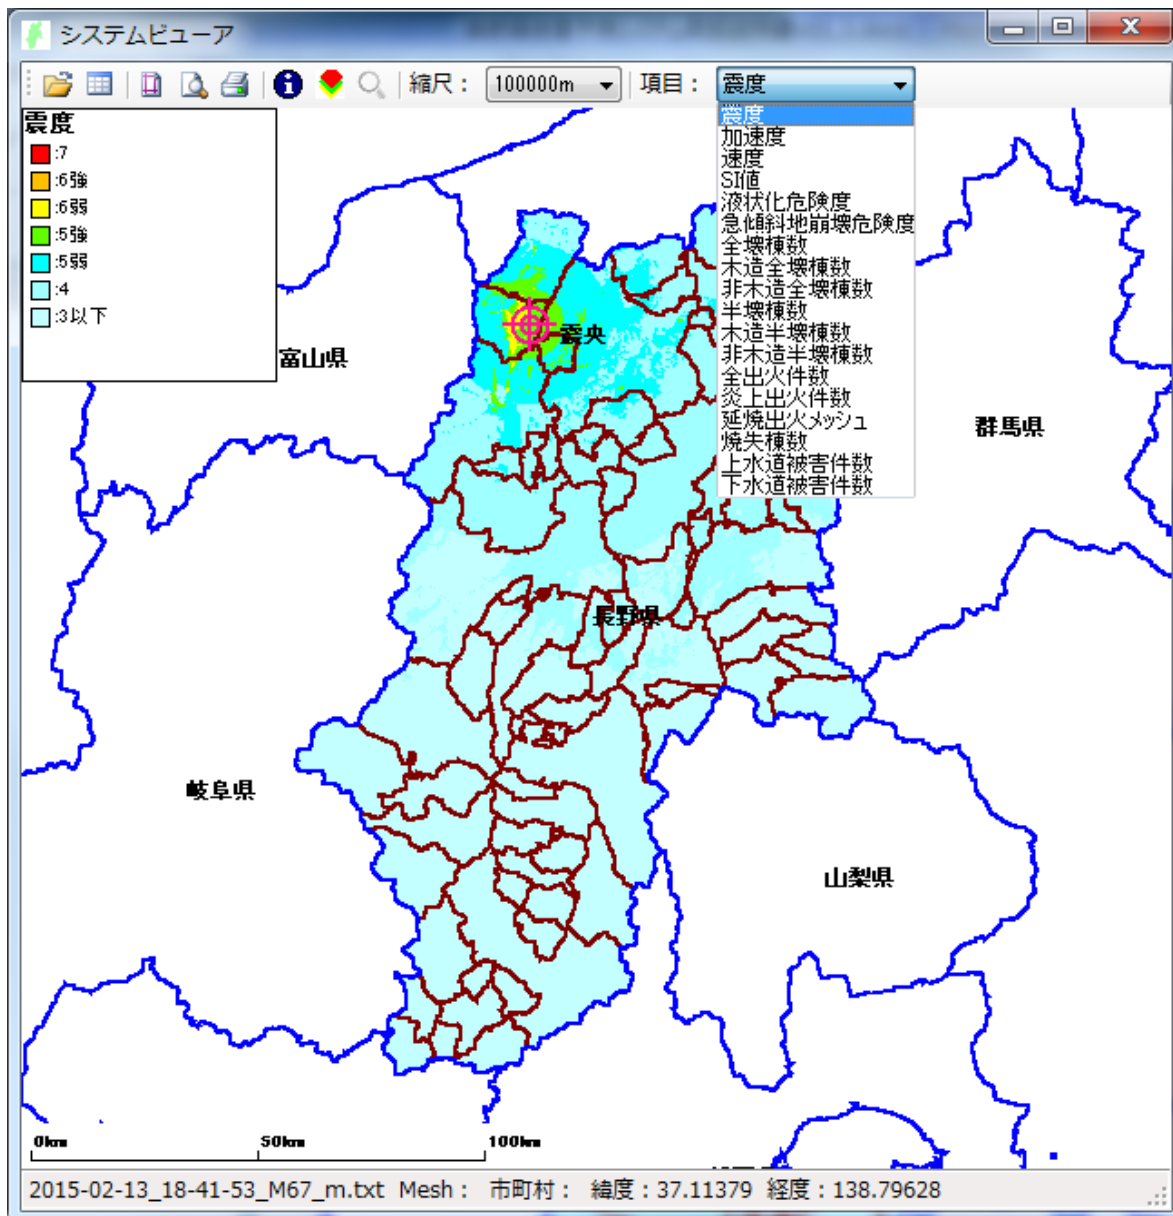 システムビューア
縮尺： 100000m 項目： 震度
震度
:7
:6強
:6弱
:5強
:5弱
:4
:3以下
震度
加速度
速度
SI値
液状化危険度
急傾斜地崩壊危険度
全壊棟数
木造全壊棟数
非木造全壊棟数
半壊棟数
木造半壊棟数
非木造半壊棟数
全出火件数
炎上出火件数
延焼出火メッシュ
焼失棟数
上水道被害件数
下水道被害件数
震央
富山県
群馬県
長野県
岐阜県
山梨県
0km 50km 100km
2015-02-13_18-41-53_M67_m.txt Mesh： 市町村： 緯度：37.11379 経度：138.79628